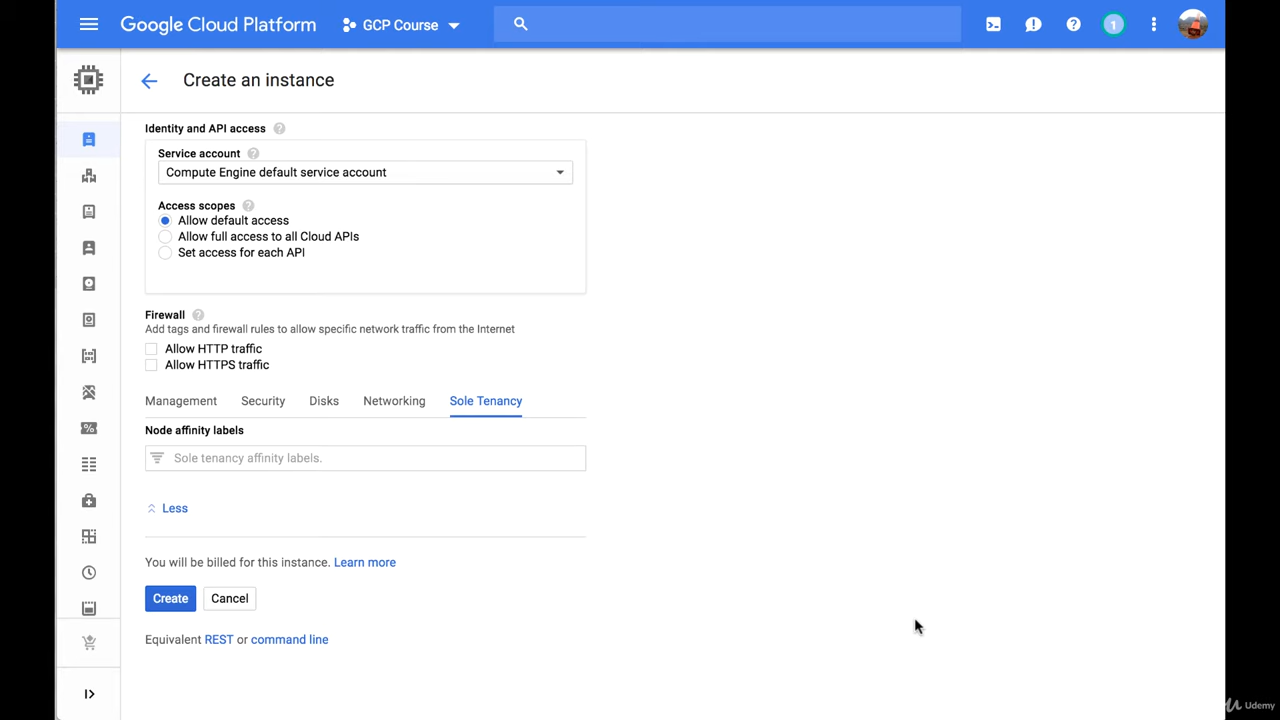 Google Cloud Platform GCP Course 1
Create an instance
Identity and API access
Service account
Compute Engine default service account
Access scopes
Allow default access
Allow full access to all Cloud APIs
Set access for each API
Firewall
Add tags and firewall rules to allow specific network traffic from the Internet
Allow HTTP traffic
Allow HTTPS traffic
Management Security Disks Networking Sole Tenancy
Node affinity labels
Sole tenancy affinity labels.
Less
You will be billed for this instance. Learn more
Create Cancel
Equivalent REST or command line
Udemy